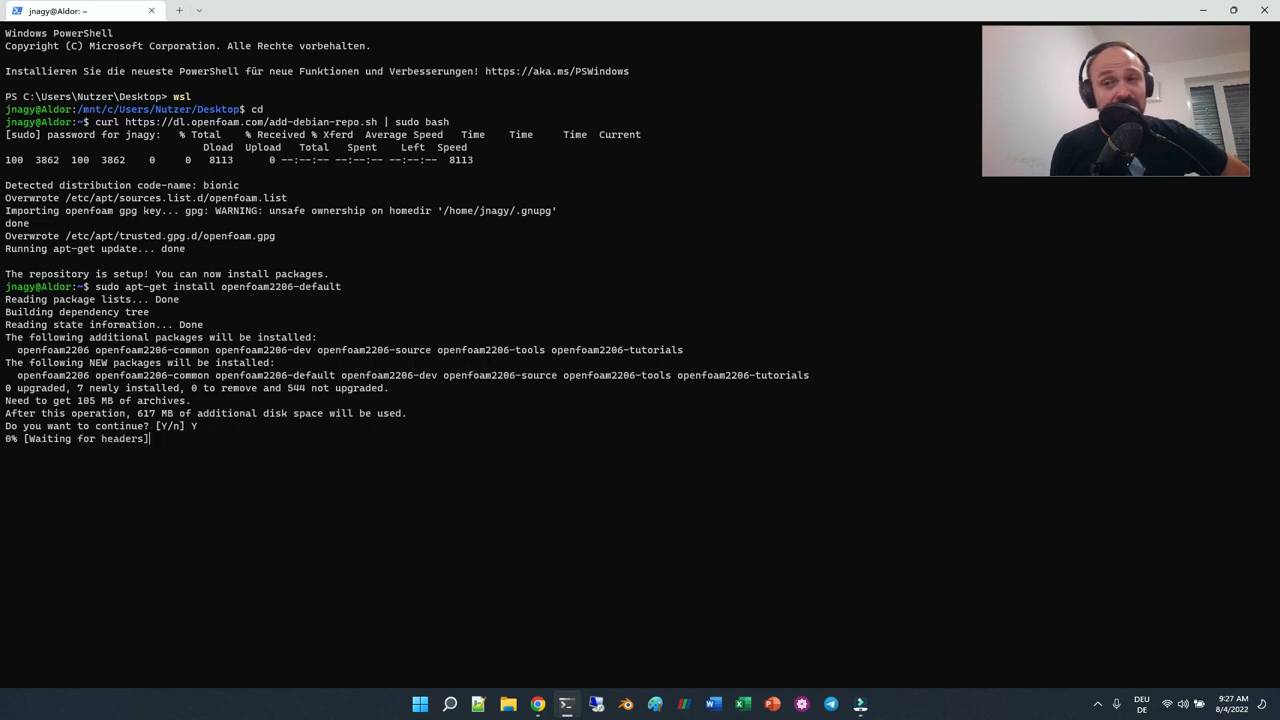 jnagy@Aldor: ~
Windows PowerShell
Copyright (C) Microsoft Corporation. Alle Rechte vorbehalten.
Installieren Sie die neueste PowerShell für neue Funktionen und Verbesserungen! https://aka.ms/PSWindows
PS C:\Users\Nutzer\Desktop> wsl
jnagy@Aldor:/mnt/c/Users/Nutzer/Desktop$ cd
jnagy@Aldor:~$ curl https://dl.openfoam.com/add-debian-repo.sh | sudo bash
[sudo] password for jnagy:   % Total    % Received % Xferd  Average Speed   Time    Time     Time  Current
Dload  Upload   Total   Spent    Left  Speed
100  3862  100  3862    0     0   8113      0 --:--:-- --:--:-- --:--:--  8113
Detected distribution code-name: bionic
Overwrote /etc/apt/sources.list.d/openfoam.list
Importing openfoam gpg key... gpg: WARNING: unsafe ownership on homedir '/home/jnagy/.gnupg'
done
Overwrote /etc/apt/trusted.gpg.d/openfoam.gpg
Running apt-get update... done
The repository is setup! You can now install packages.
jnagy@Aldor:~$ sudo apt-get install openfoam2206-default
Reading package lists... Done
Building dependency tree
Reading state information... Done
The following additional packages will be installed:
openfoam2206 openfoam2206-common openfoam2206-dev openfoam2206-source openfoam2206-tools openfoam2206-tutorials
The following NEW packages will be installed:
openfoam2206 openfoam2206-common openfoam2206-default openfoam2206-dev openfoam2206-source openfoam2206-tools openfoam2206-tutorials
0 upgraded, 7 newly installed, 0 to remove and 544 not upgraded.
Need to get 105 MB of archives.
After this operation, 617 MB of additional disk space will be used.
Do you want to continue? [Y/n] Y
0% [Waiting for headers]
DEU
DE
9:27 AM
8/4/2022